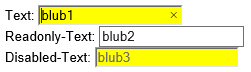 Text: blub1 ×
Readonly-Text: blub2
Disabled-Text: blub3